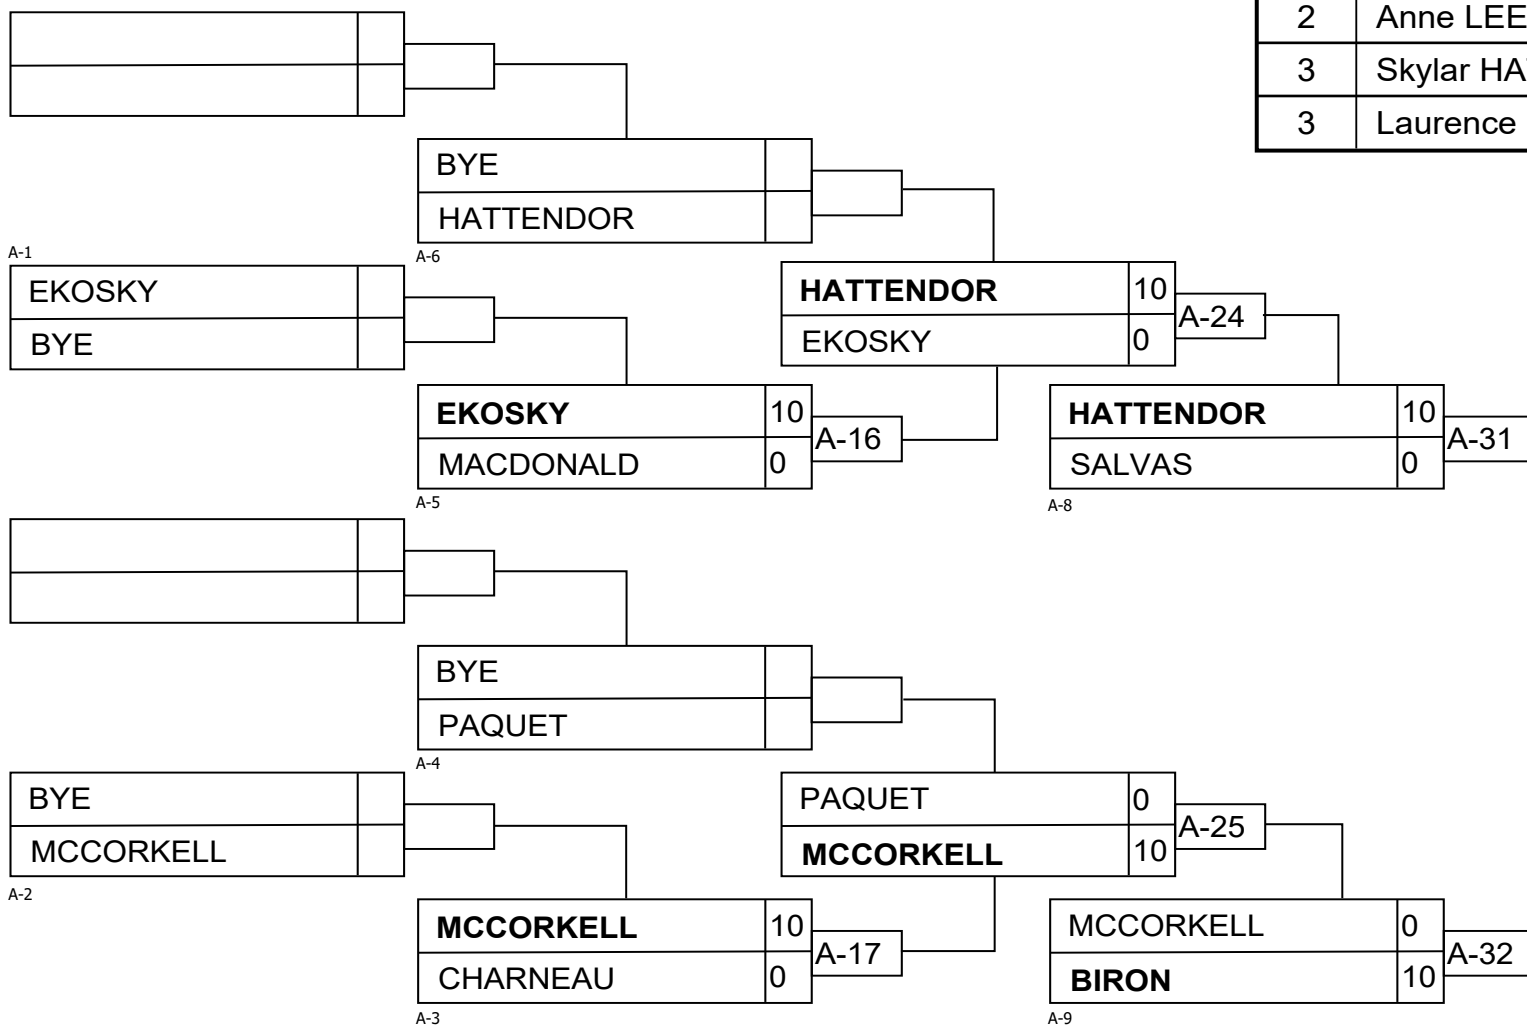 2 Anne LEE
3 Skylar HA
3 Laurence
BYE
HATTENDOR
A-1
A-6
EKOSKY
BYE
HATTENDOR 10
EKOSKY 0
A-24
EKOSKY 10
MACDONALD 0
A-16
A-5
HATTENDOR 10
SALVAS 0
A-31
A-8
BYE
PAQUET
A-4
BYE
MCCORKELL
A-2
PAQUET 0
MCCORKELL 10
A-25
MCCORKELL 10
CHARNEAU 0
A-17
A-3
MCCORKELL 0
BIRON 10
A-32
A-9